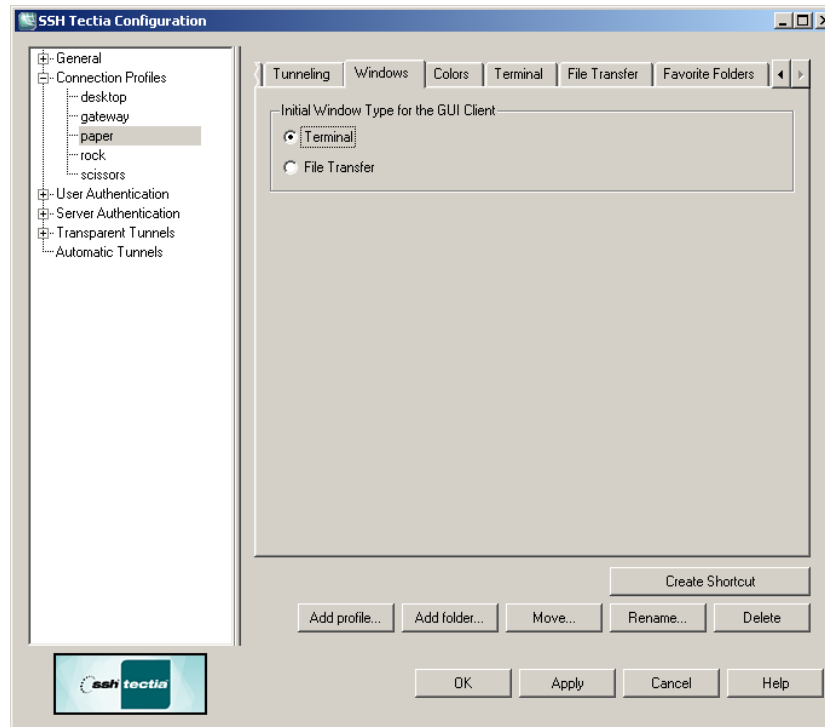 SSH Tectia Configuration
General
Connection Profiles
desktop
gateway
paper
rock
scissors
User Authentication
Server Authentication
Transparent Tunnels
Automatic Tunnels
Tunneling Windows Colors Terminal File Transfer Favorite Folders
Initial Window Type for the GUI Client
Terminal
File Transfer
Create Shortcut
Add profile... Add folder... Move... Rename... Delete
ssh tectia
OK Apply Cancel Help